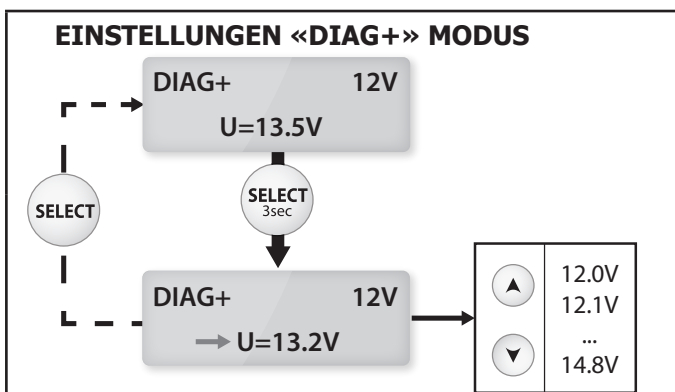 EINSTELLUNGEN «DIAG+» MODUS
DIAG+ 12V
U=13.5V
SELECT
SELECT
3sec
DIAG+ 12V
U=13.2V
12.0V
12.1V
...
14.8V